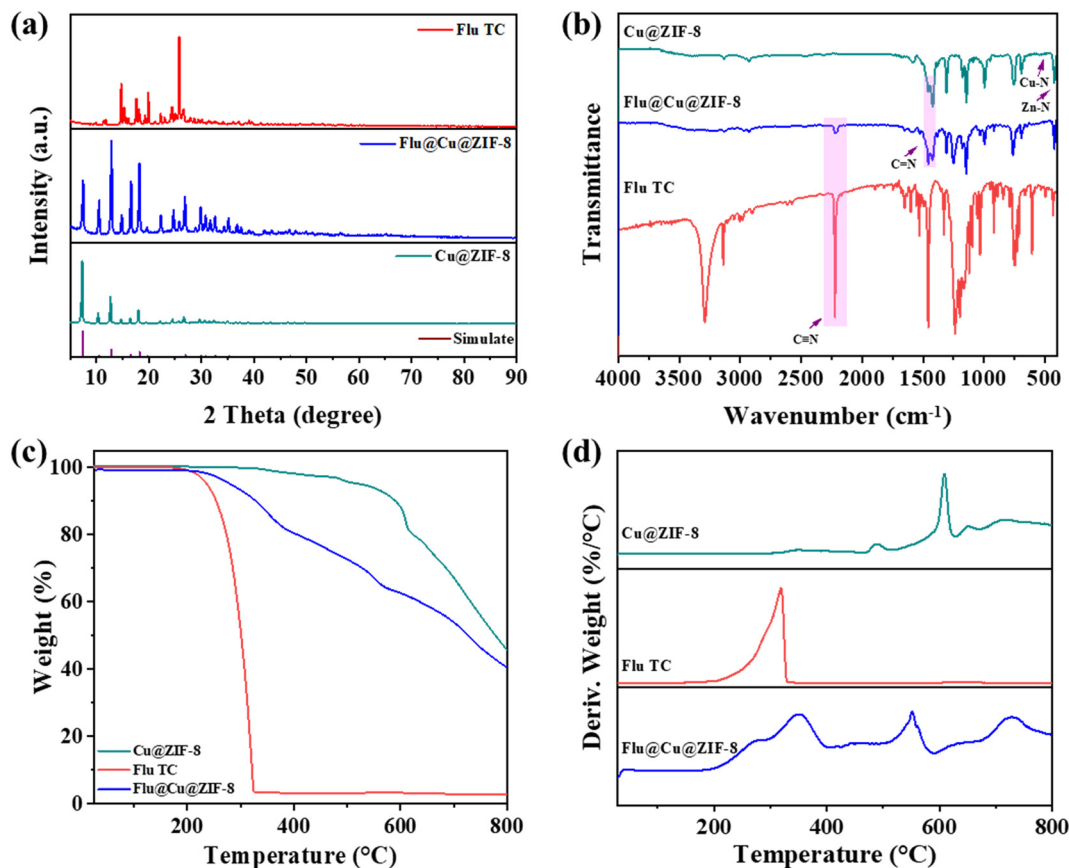 (a)
Flu TC
Flu@Cu@ZIF-8
Cu@ZIF-8
Simulate
Intensity (a.u.)
10 20 30 40 50 60 70 80 90
2 Theta (degree)
(b)
Cu@ZIF-8
Cu-N
Zn-N
Flu@Cu@ZIF-8
C=N
Flu TC
C≡N
Transmittance
4000 3500 3000 2500 2000 1500 1000 500
Wavenumber (cm⁻¹)
(c)
100
80
60
40
20
0
Weight (%)
Cu@ZIF-8
Flu TC
Flu@Cu@ZIF-8
200 400 600 800
Temperature (°C)
(d)
Cu@ZIF-8
Flu TC
Flu@Cu@ZIF-8
Deriv. Weight (%/°C)
200 400 600 800
Temperature (°C)